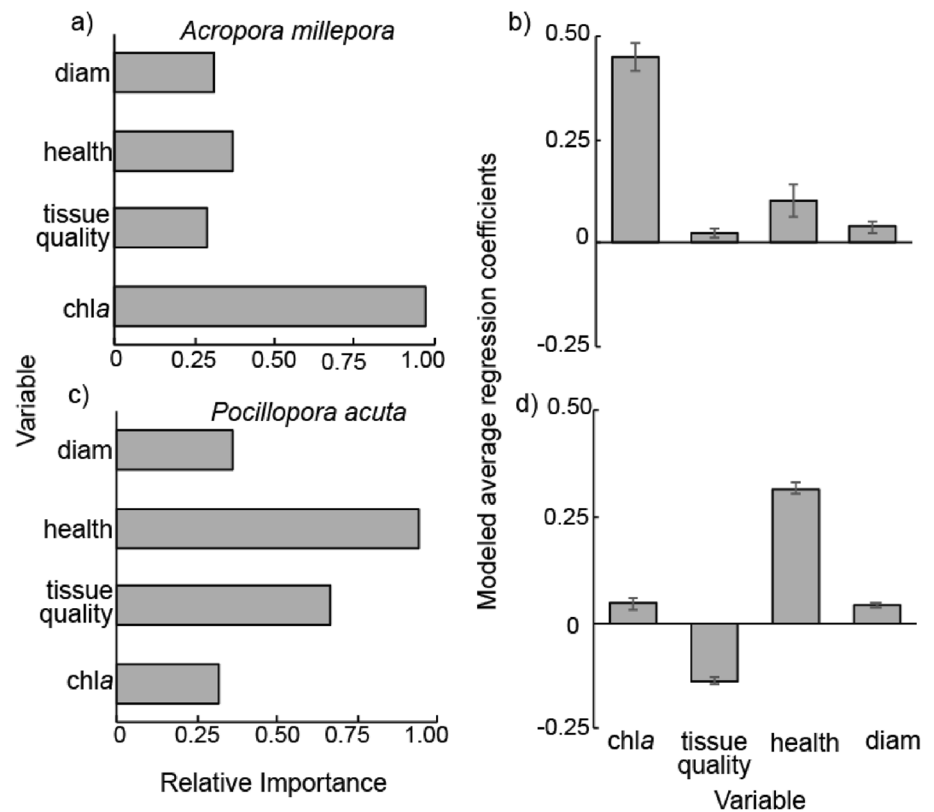 a)
Acropora millepora
diam
health
tissue
quality
chla
0 0.25 0.50 0.75 1.00
b)
0.50
0.25
0
-0.25
Variable
Modeled average regression coefficients
c)
Pocillopora acuta
diam
health
tissue
quality
chla
0 0.25 0.50 0.75 1.00
Relative Importance
d)
0.50
0.25
0
-0.25
chla tissue health diam
quality
Variable